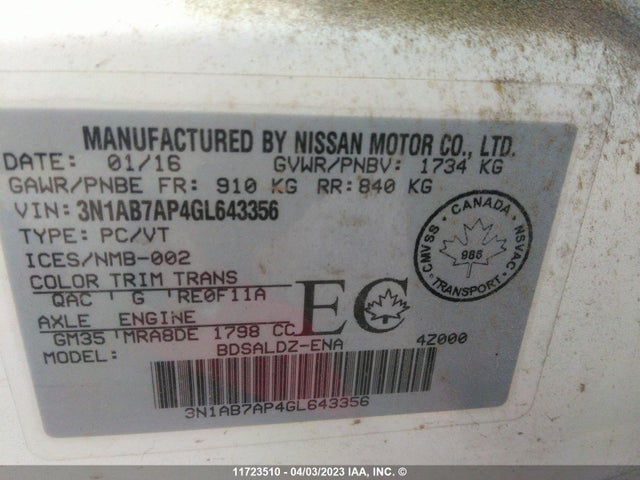 MANUFACTURED BY NISSAN MOTOR CO., LTD.
DATE: 01/16 GVWR/PNBV: 1734 KG
GAWR/PNBE FR: 910 KG RR: 840 KG
VIN: 3N1AB7AP4GL643356
TYPE: PC/VT
ICES/NMB-002
COLOR TRIM TRANS
QAC G RE0F11A
AXLE ENGINE
GM35 MRA8DE 1798 CC
MODEL: BDSALDZ-ENA 4Z000
EC
CANADA
CMVSS NSVAC
986
TRANSPORT
3N1AB7AP4GL643356
11723510 - 04/03/2023 IAA, INC. ©